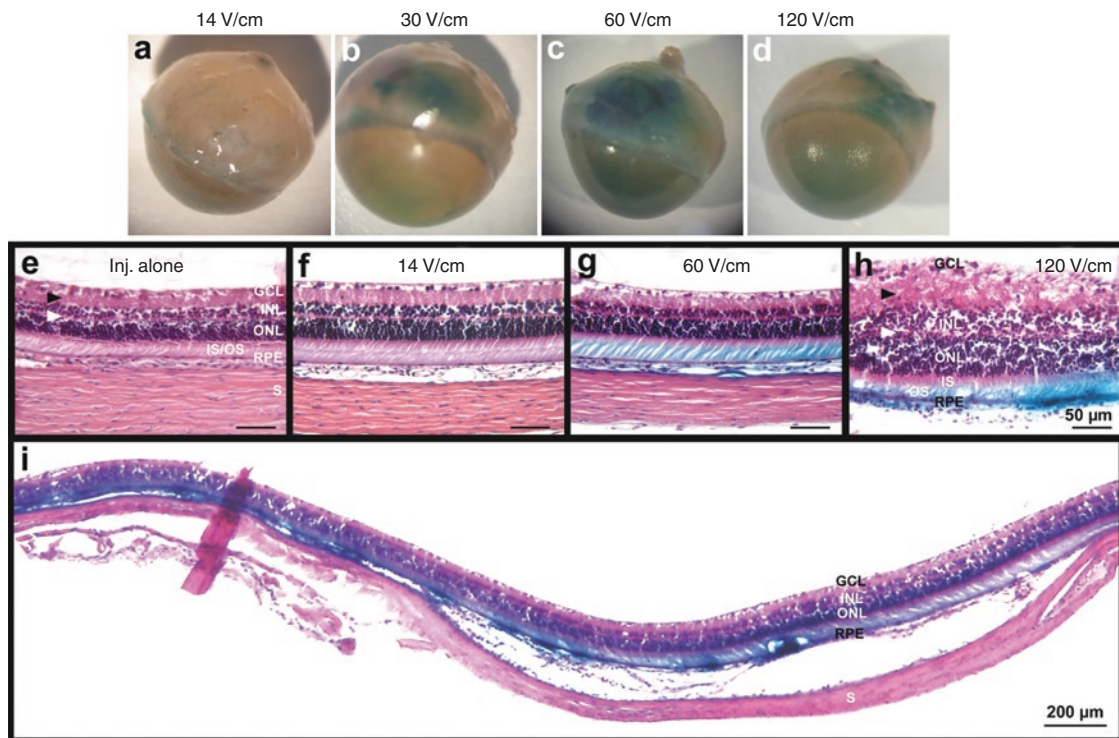 14 V/cm 30 V/cm 60 V/cm 120 V/cm
a b c d
e Inj. alone f 14 V/cm g 60 V/cm h 120 V/cm
GCL GCL
INL INL
ONL ONL
IS/OS IS
OS
RPE RPE
S
50 µm
i
GCL
INL
ONL
RPE
S
200 µm